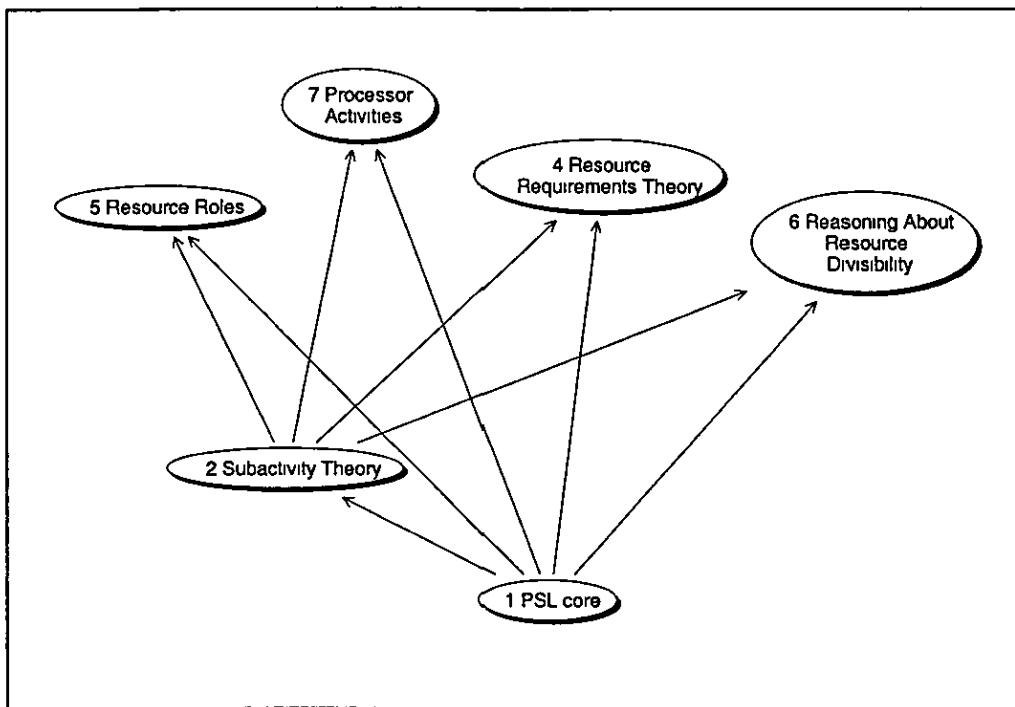 7 Processor
Activities
4 Resource
Requirements Theory
5 Resource Roles
6 Reasoning About
Resource
Divisibility
2 Subactivity Theory
1 PSL core